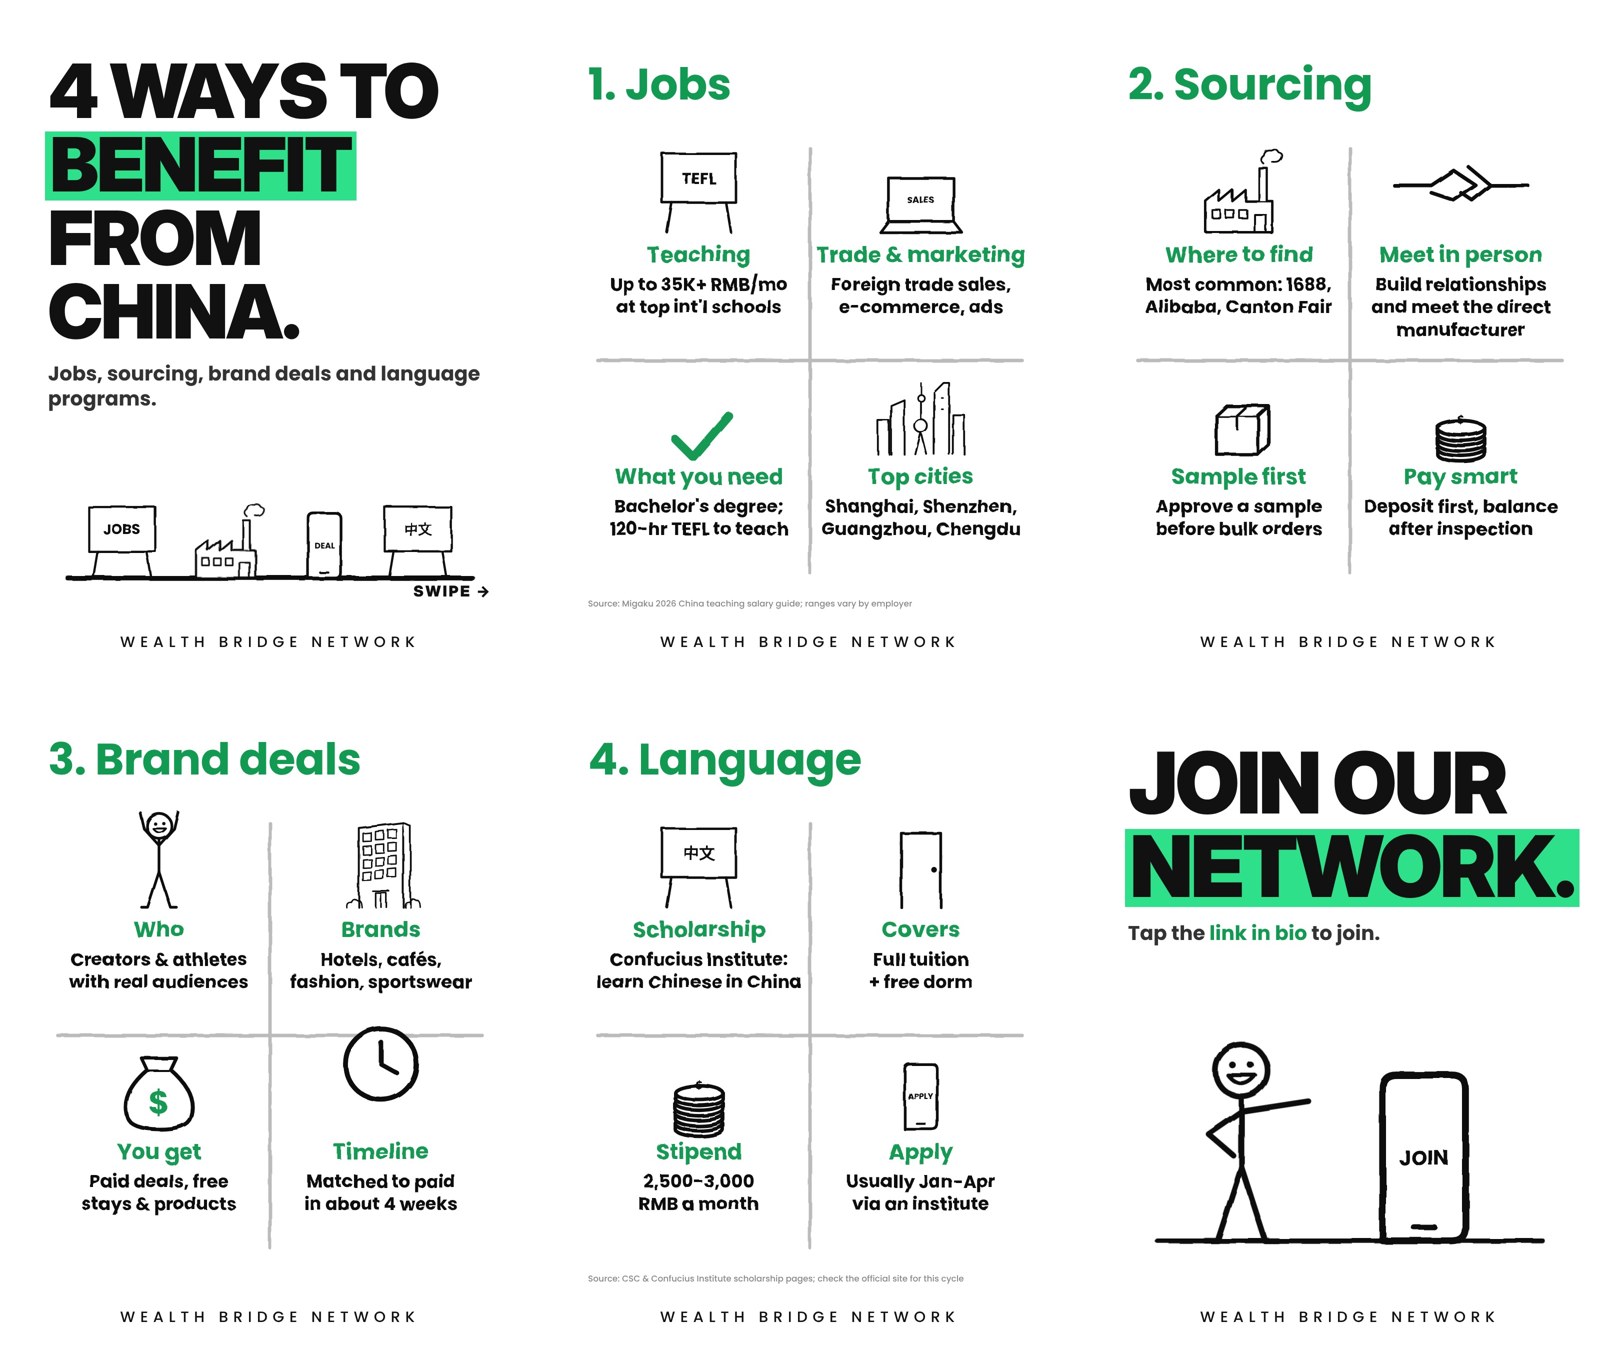 4 WAYS TO
BENEFIT
FROM
CHINA.
Jobs, sourcing, brand deals and language
programs.
JOBS
DEAL
中文
SWIPE →
WEALTH BRIDGE NETWORK
1. Jobs
TEFL
Teaching
Up to 35K+ RMB/mo
at top int'l schools
SALES
Trade & marketing
Foreign trade sales,
e-commerce, ads
What you need
Bachelor's degree;
120-hr TEFL to teach
Top cities
Shanghai, Shenzhen,
Guangzhou, Chengdu
Source: Migaku 2026 China teaching salary guide; ranges vary by employer
WEALTH BRIDGE NETWORK
2. Sourcing
Where to find
Most common: 1688,
Alibaba, Canton Fair
Meet in person
Build relationships
and meet the direct
manufacturer
Sample first
Approve a sample
before bulk orders
$
Pay smart
Deposit first, balance
after inspection
WEALTH BRIDGE NETWORK
3. Brand deals
Who
Creators & athletes
with real audiences
Brands
Hotels, cafés,
fashion, sportswear
$
You get
Paid deals, free
stays & products
Timeline
Matched to paid
in about 4 weeks
WEALTH BRIDGE NETWORK
4. Language
中文
Scholarship
Confucius Institute:
learn Chinese in China
Covers
Full tuition
+ free dorm
$
Stipend
2,500-3,000
RMB a month
APPLY
Apply
Usually Jan-Apr
via an institute
Source: CSC & Confucius Institute scholarship pages; check the official site for this cycle
WEALTH BRIDGE NETWORK
JOIN OUR
NETWORK.
Tap the link in bio to join.
JOIN
WEALTH BRIDGE NETWORK